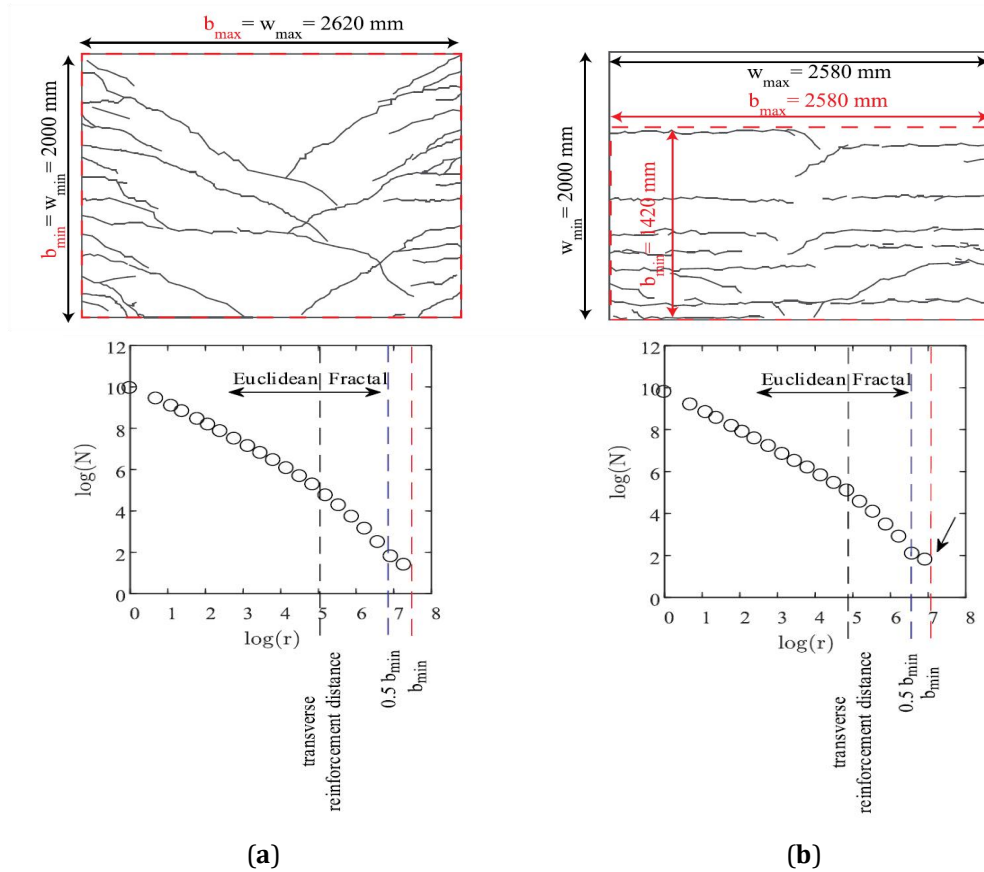 b_max = w_max = 2620 mm
b_min = w_min = 2000 mm
12
10
8
6
4
2
0
log(N)
Euclidean Fractal
0 1 2 3 4 5 6 7 8
log(r)
transverse
reinforcement distance
0.5 b_min
b_min
(a)
w_max = 2580 mm
b_max = 2580 mm
w_min = 2000 mm
b_min = 1420 mm
12
10
8
6
4
2
0
log(N)
Euclidean Fractal
0 1 2 3 4 5 6 7 8
log(r)
transverse
reinforcement distance
0.5 b_min
b_min
(b)